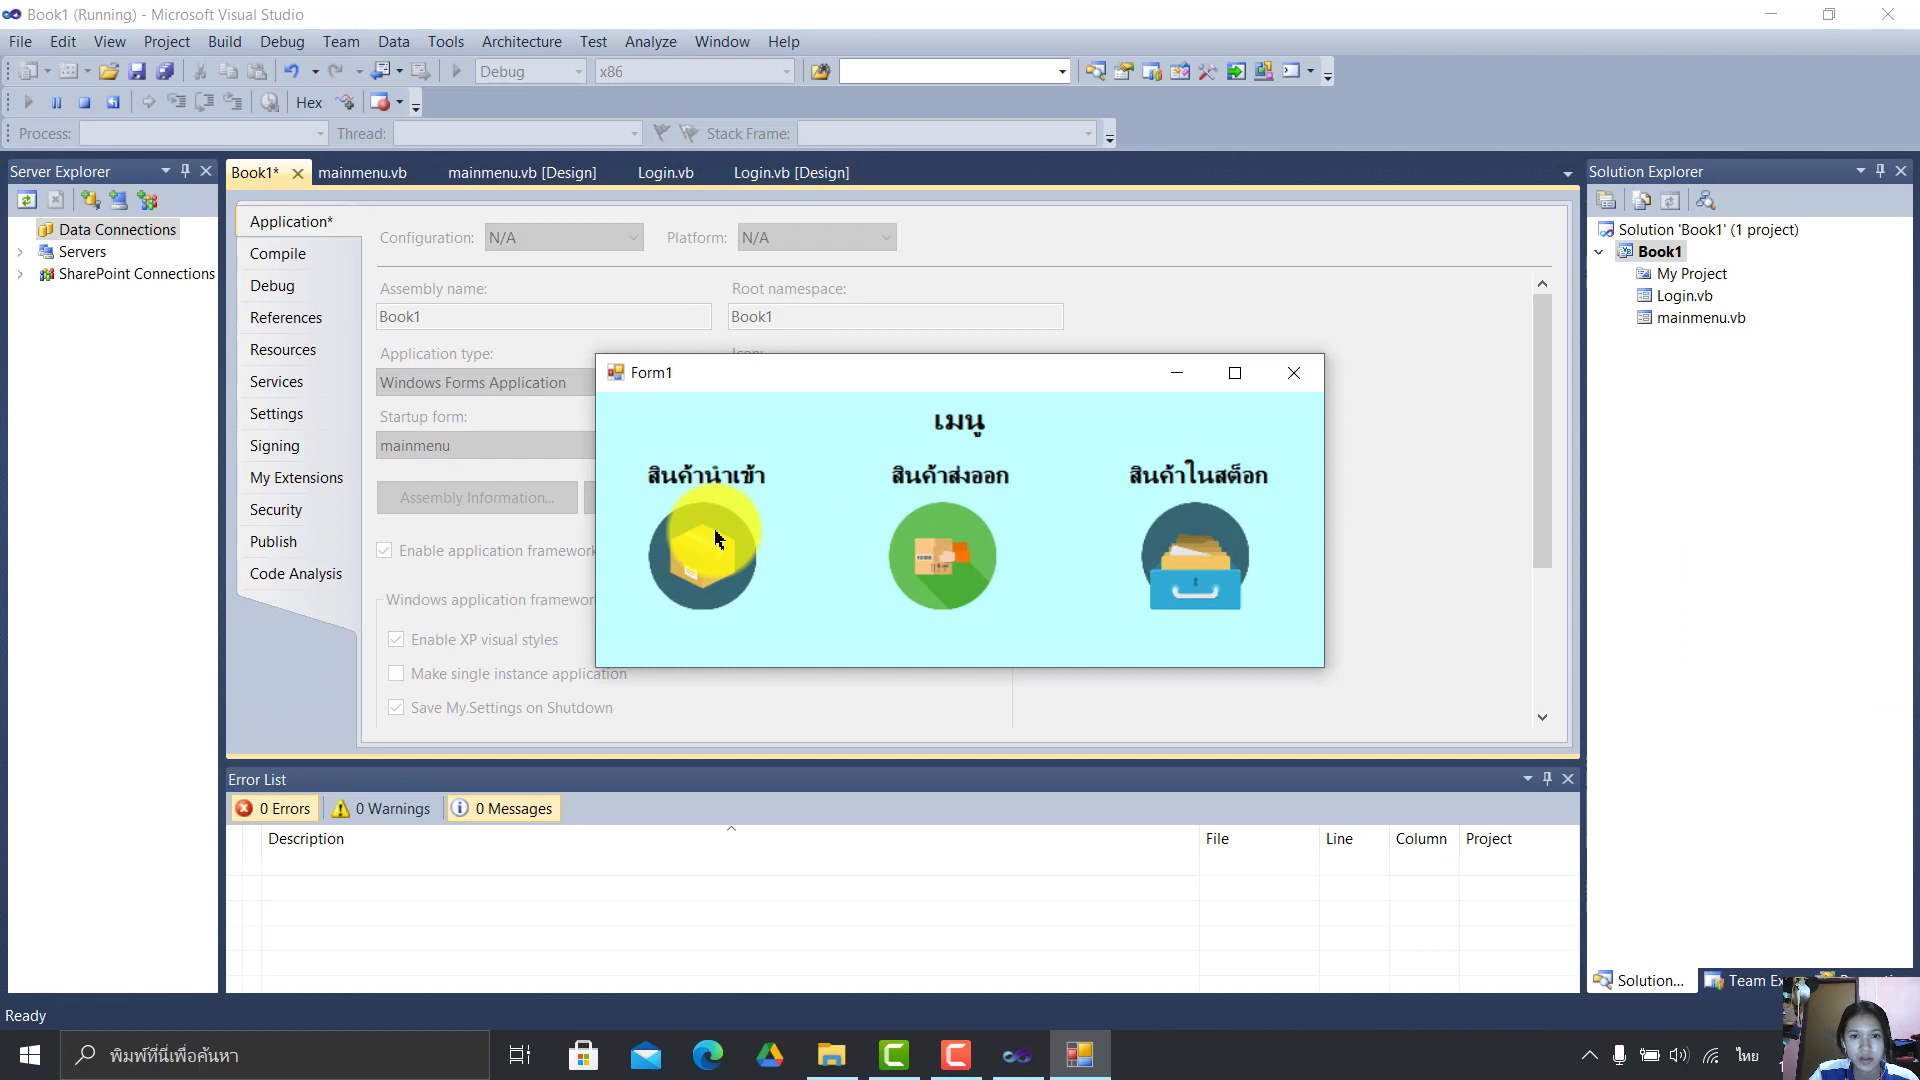 Book1 (Running) - Microsoft Visual Studio
File Edit View Project Build Debug Team Data Tools Architecture Test Analyze Window Help
Debug x86
Hex
Process: Thread: Stack Frame:
Server Explorer
Data Connections
Servers
SharePoint Connections
Book1* mainmenu.vb mainmenu.vb [Design] Login.vb Login.vb [Design]
Application*
Compile
Debug
References
Resources
Services
Settings
Signing
My Extensions
Security
Publish
Code Analysis
Configuration: N/A Platform: N/A
Assembly name: Root namespace:
Book1 Book1
Application type:
Windows Forms Application
Startup form:
mainmenu
Assembly Information...
Enable application framework
Windows application framewor
Enable XP visual styles
Make single instance application
Save My.Settings on Shutdown
Form1
เมนู
สินค้านำเข้า สินค้าส่งออก สินค้าในสต็อก
Solution Explorer
Solution 'Book1' (1 project)
Book1
My Project
Login.vb
mainmenu.vb
Solution... Team Ex
Error List
0 Errors 0 Warnings 0 Messages
Description File Line Column Project
Ready
พิมพ์ที่นี่เพื่อค้นหา
ไทย